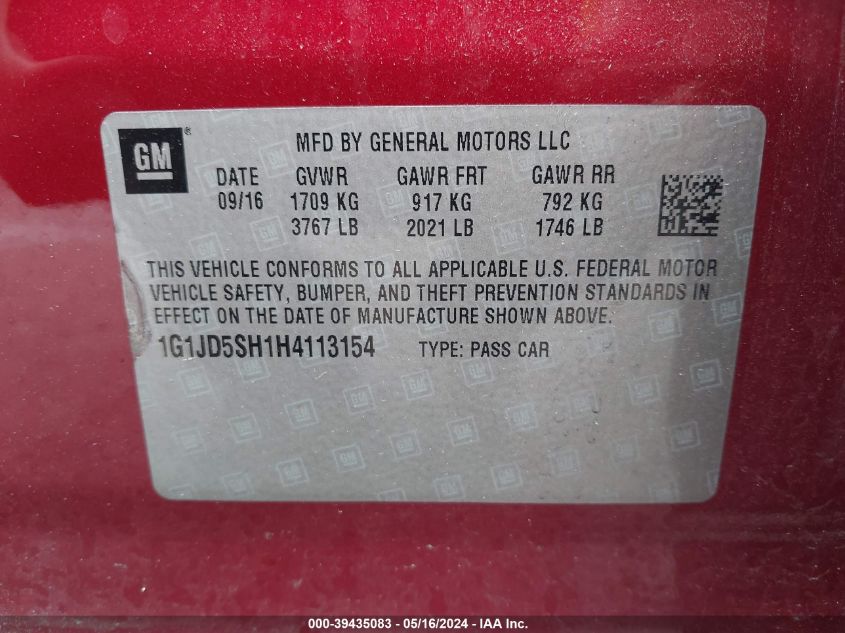 GM ®
MFD BY GENERAL MOTORS LLC
DATE GVWR GAWR FRT GAWR RR
09/16 1709 KG 917 KG 792 KG
3767 LB 2021 LB 1746 LB
THIS VEHICLE CONFORMS TO ALL APPLICABLE U.S. FEDERAL MOTOR
VEHICLE SAFETY, BUMPER, AND THEFT PREVENTION STANDARDS IN
EFFECT ON THE DATE OF MANUFACTURE SHOWN ABOVE.
1G1JD5SH1H4113154 TYPE: PASS CAR
000-39435083 - 05/16/2024 - IAA Inc.